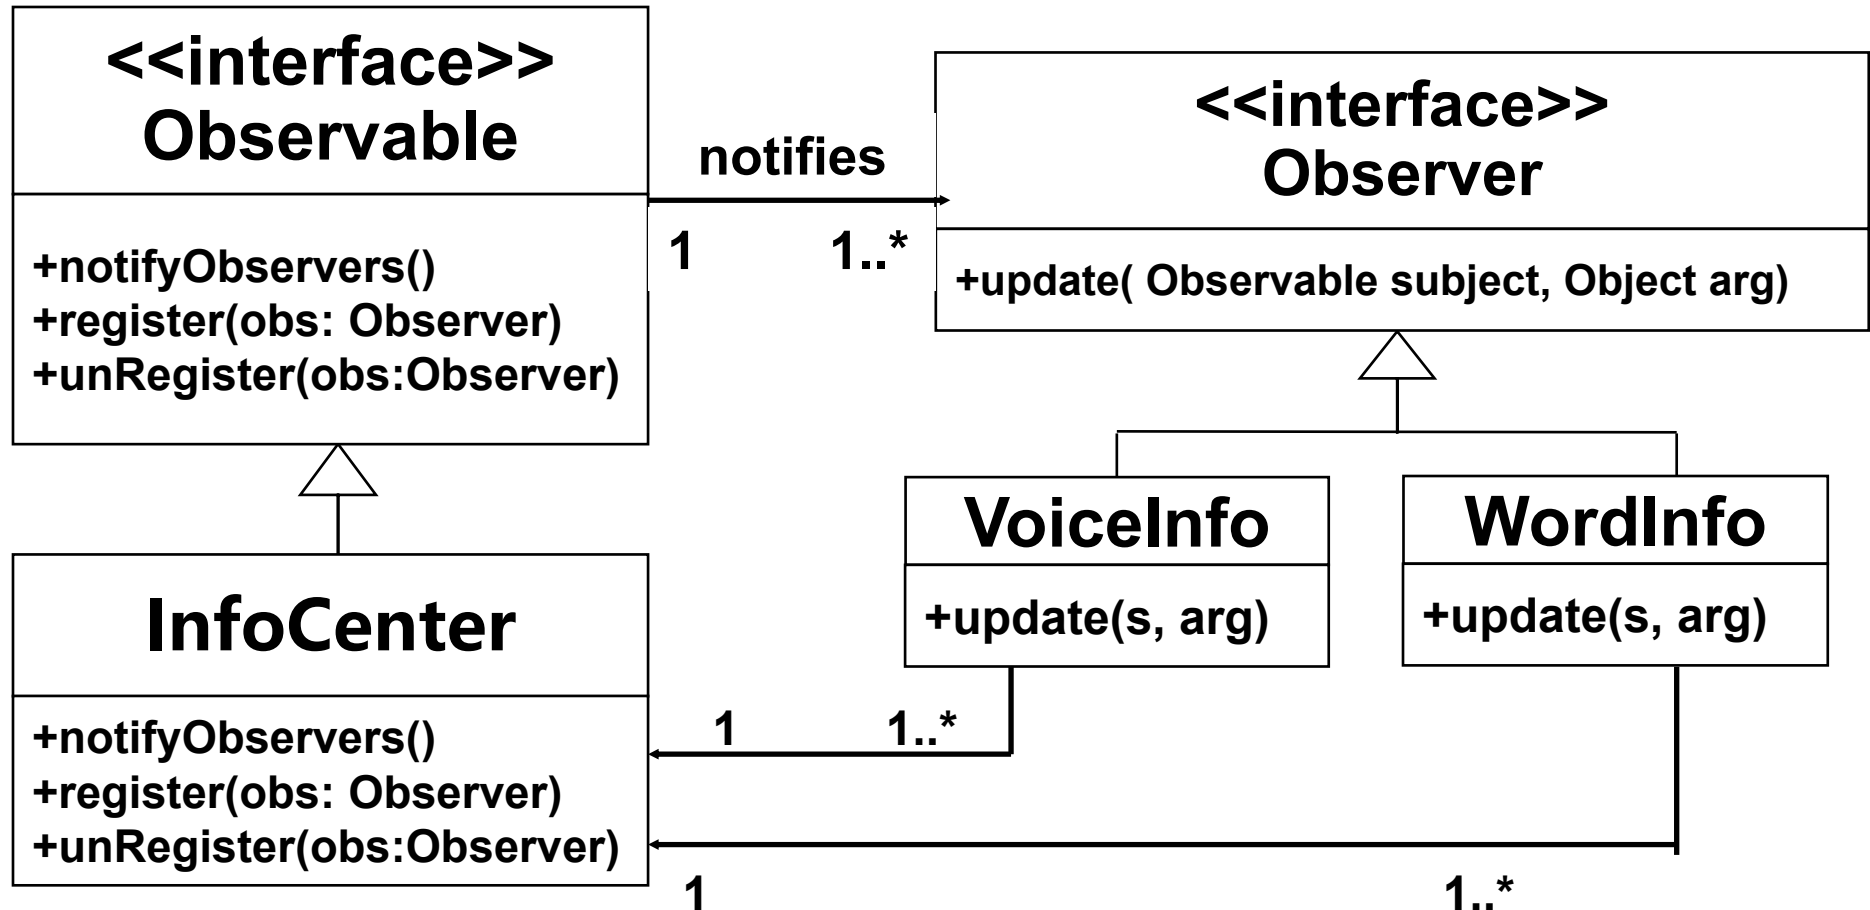 <<interface>>
Observable
+notifyObservers()
+register(obs: Observer)
+unRegister(obs:Observer)
notifies
1
1..*
<<interface>>
Observer
+update( Observable subject, Object arg)
VoiceInfo
+update(s, arg)
WordInfo
+update(s, arg)
InfoCenter
+notifyObservers()
+register(obs: Observer)
+unRegister(obs:Observer)
1
1..*
1
1..*